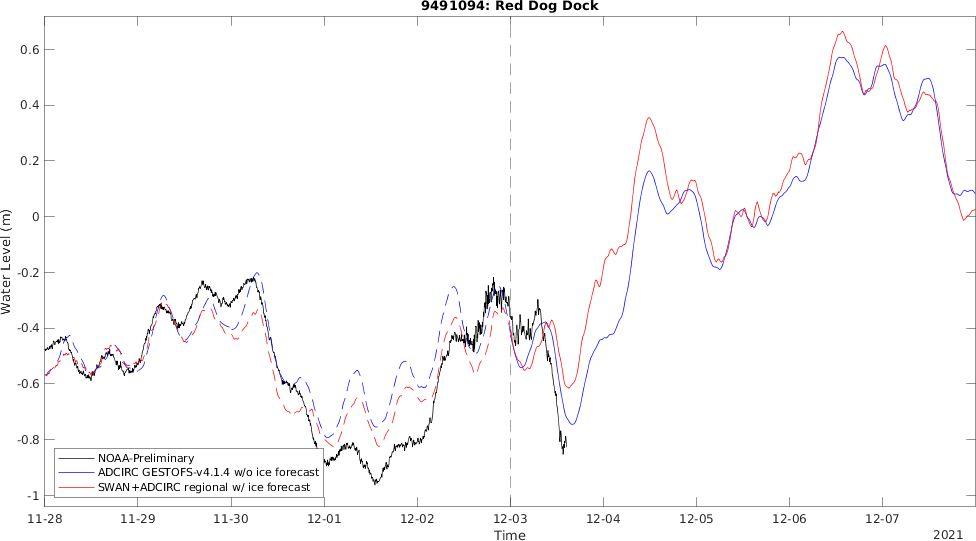 9491094: Red Dog Dock
0.6
0.4
0.2
0
-0.2
-0.4
-0.6
-0.8
-1
Water Level (m)
NOAA-Preliminary
ADCIRC GESTOFS-v4.1.4 w/o ice forecast
SWAN+ADCIRC regional w/ ice forecast
11-28 11-29 11-30 12-01 12-02 12-03 12-04 12-05 12-06 12-07
Time
2021